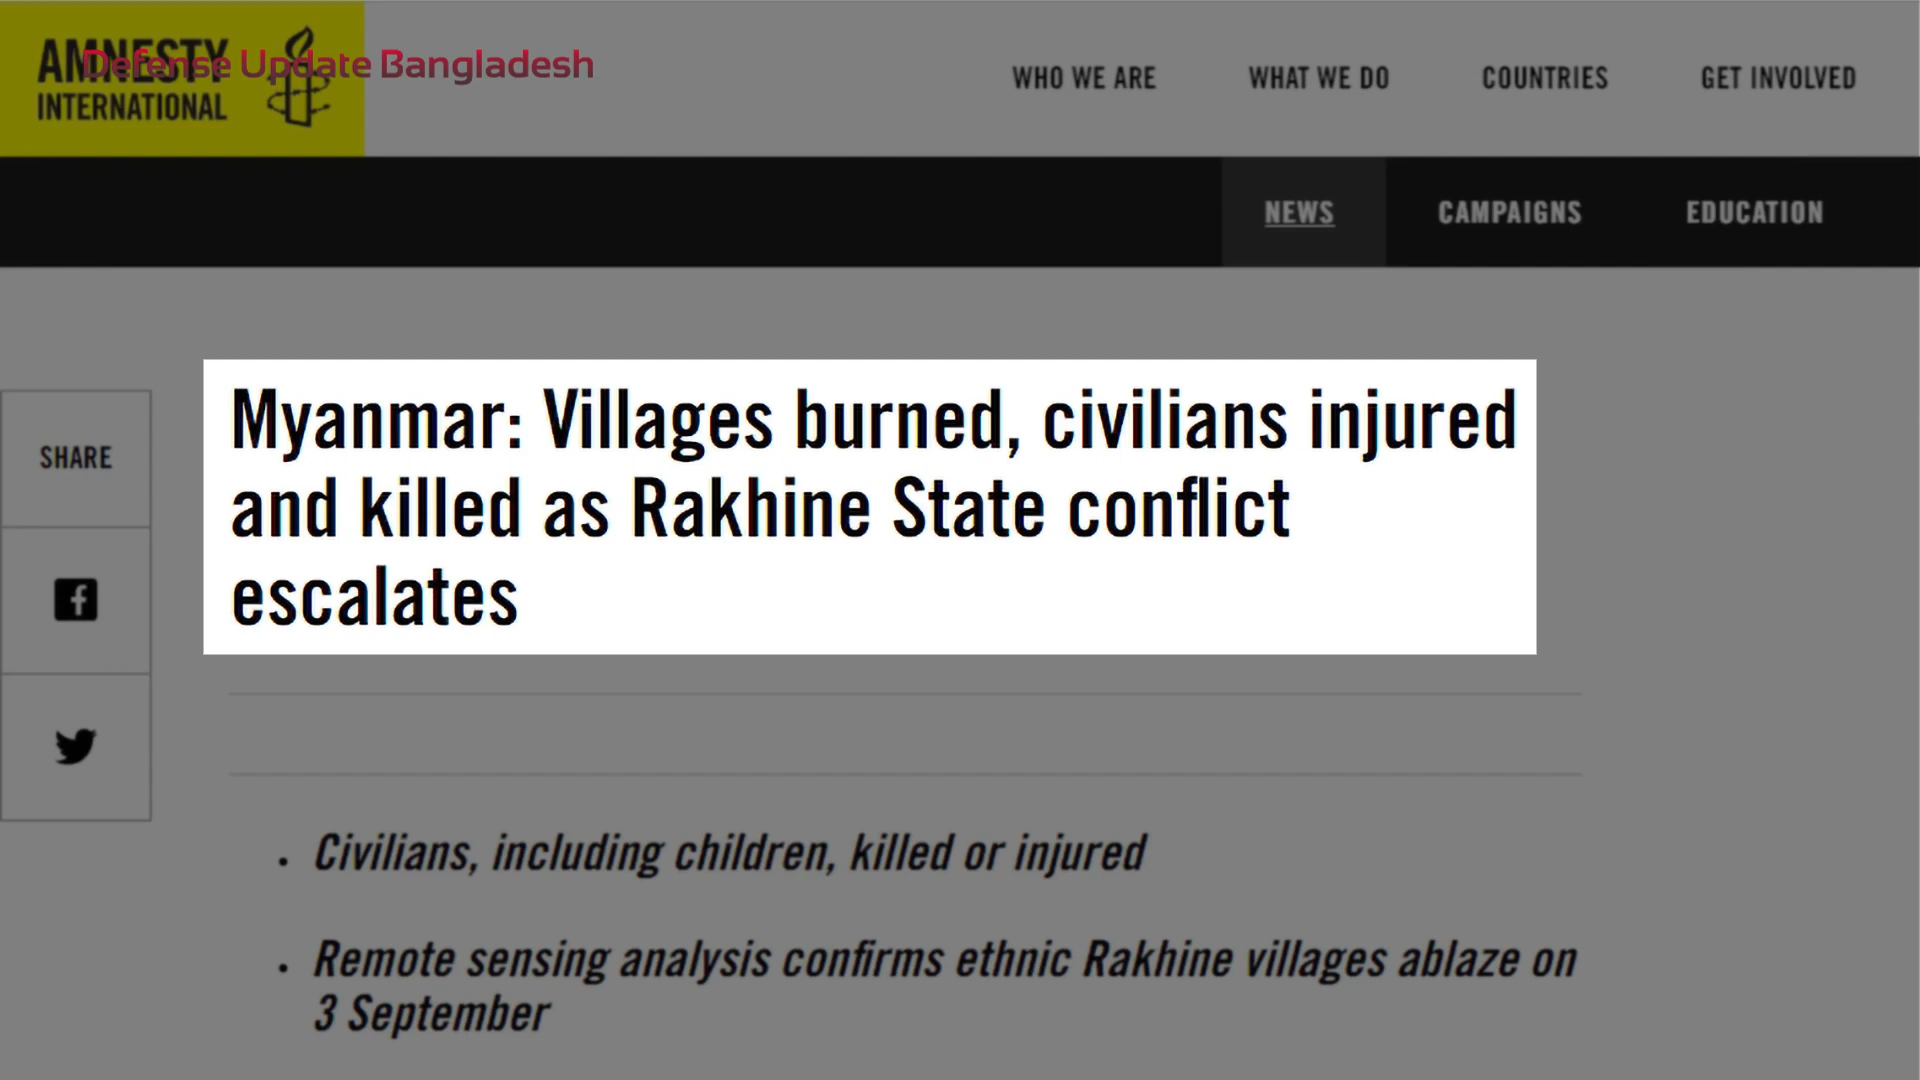 AMNESTY
INTERNATIONAL
Defense Update Bangladesh
WHO WE ARE
WHAT WE DO
COUNTRIES
GET INVOLVED
NEWS
CAMPAIGNS
EDUCATION
SHARE
Myanmar: Villages burned, civilians injured
and killed as Rakhine State conflict
escalates
• Civilians, including children, killed or injured
• Remote sensing analysis confirms ethnic Rakhine villages ablaze on
3 September